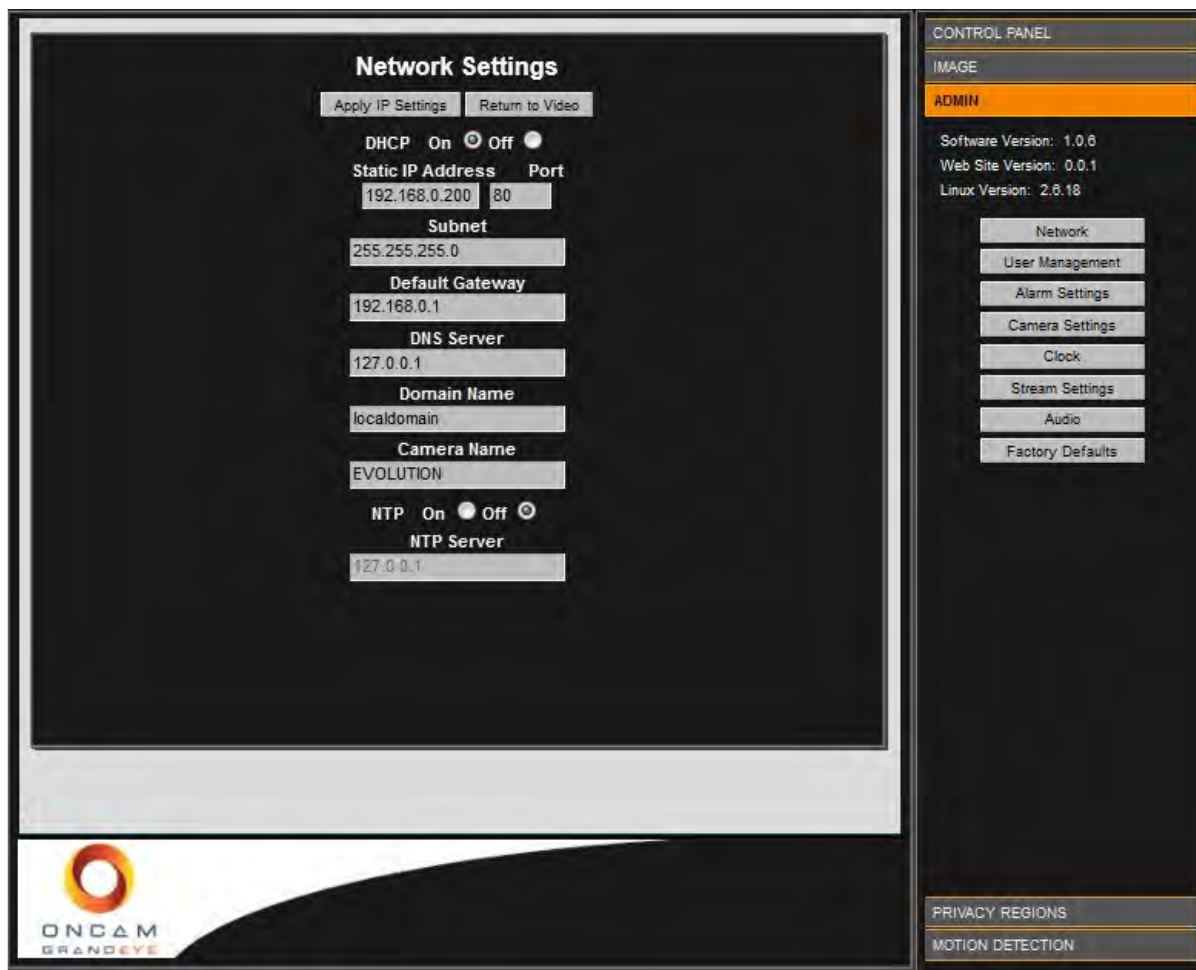 Network Settings
Apply IP Settings Return to Video
DHCP On Off
Static IP Address Port
192.168.0.200 80
Subnet
255.255.255.0
Default Gateway
192.168.0.1
DNS Server
127.0.0.1
Domain Name
localdomain
Camera Name
EVOLUTION
NTP On Off
NTP Server
127.0.0.1
ONCAM
GRANDEYE
CONTROL PANEL
IMAGE
ADMIN
Software Version: 1.0.6
Web Site Version: 0.0.1
Linux Version: 2.6.18
Network
User Management
Alarm Settings
Camera Settings
Clock
Stream Settings
Audio
Factory Defaults
PRIVACY REGIONS
MOTION DETECTION